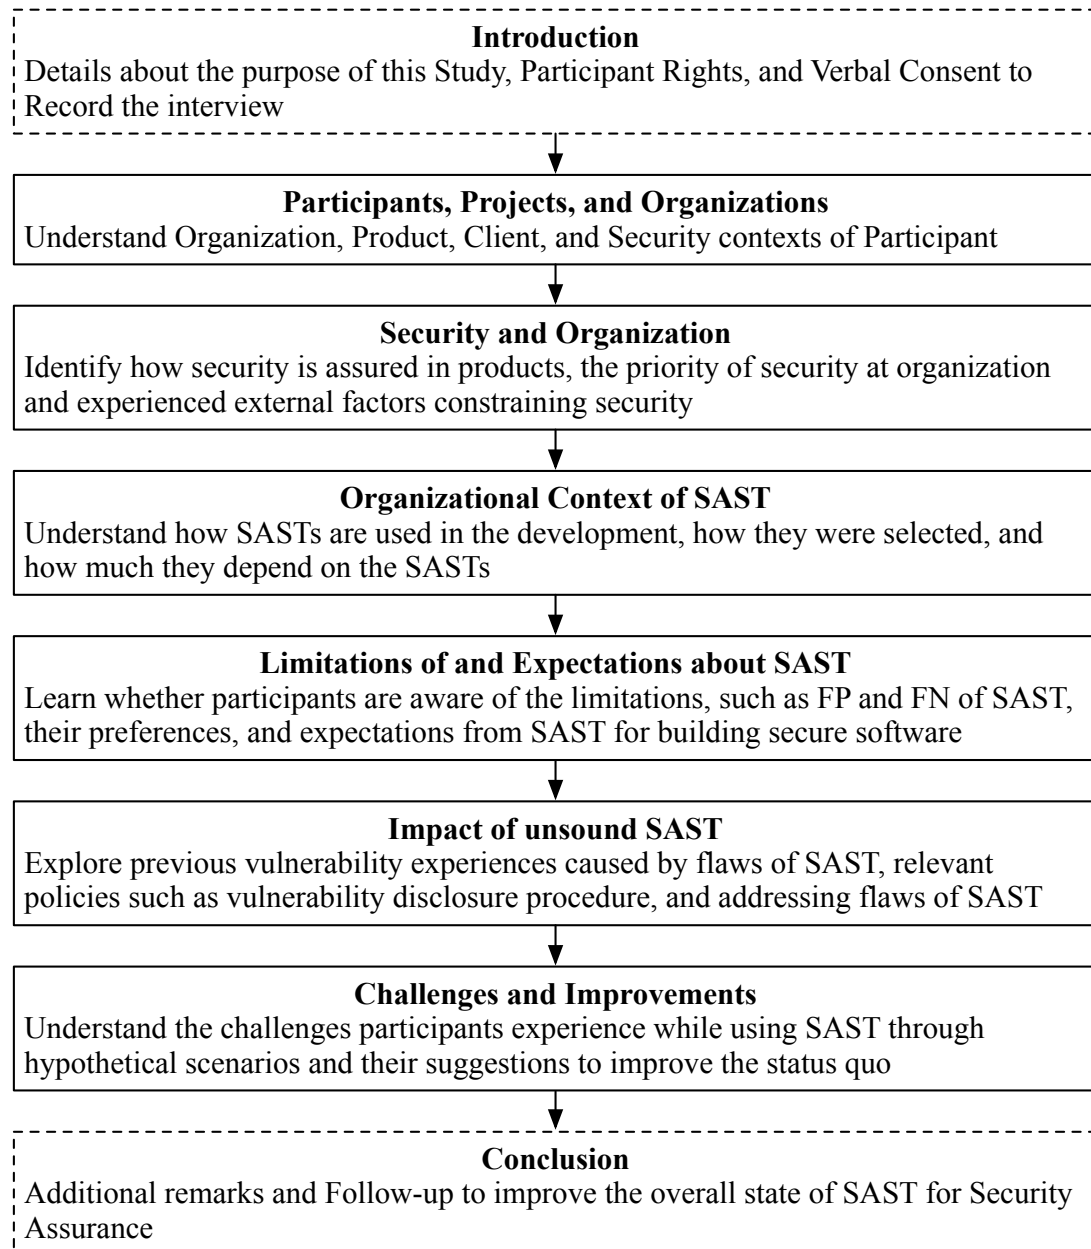 Introduction
Details about the purpose of this Study, Participant Rights, and Verbal Consent to
Record the interview
Participants, Projects, and Organizations
Understand Organization, Product, Client, and Security contexts of Participant
Security and Organization
Identify how security is assured in products, the priority of security at organization
and experienced external factors constraining security
Organizational Context of SAST
Understand how SASTs are used in the development, how they were selected, and
how much they depend on the SASTs
Limitations of and Expectations about SAST
Learn whether participants are aware of the limitations, such as FP and FN of SAST,
their preferences, and expectations from SAST for building secure software
Impact of unsound SAST
Explore previous vulnerability experiences caused by flaws of SAST, relevant
policies such as vulnerability disclosure procedure, and addressing flaws of SAST
Challenges and Improvements
Understand the challenges participants experience while using SAST through
hypothetical scenarios and their suggestions to improve the status quo
Conclusion
Additional remarks and Follow-up to improve the overall state of SAST for Security
Assurance